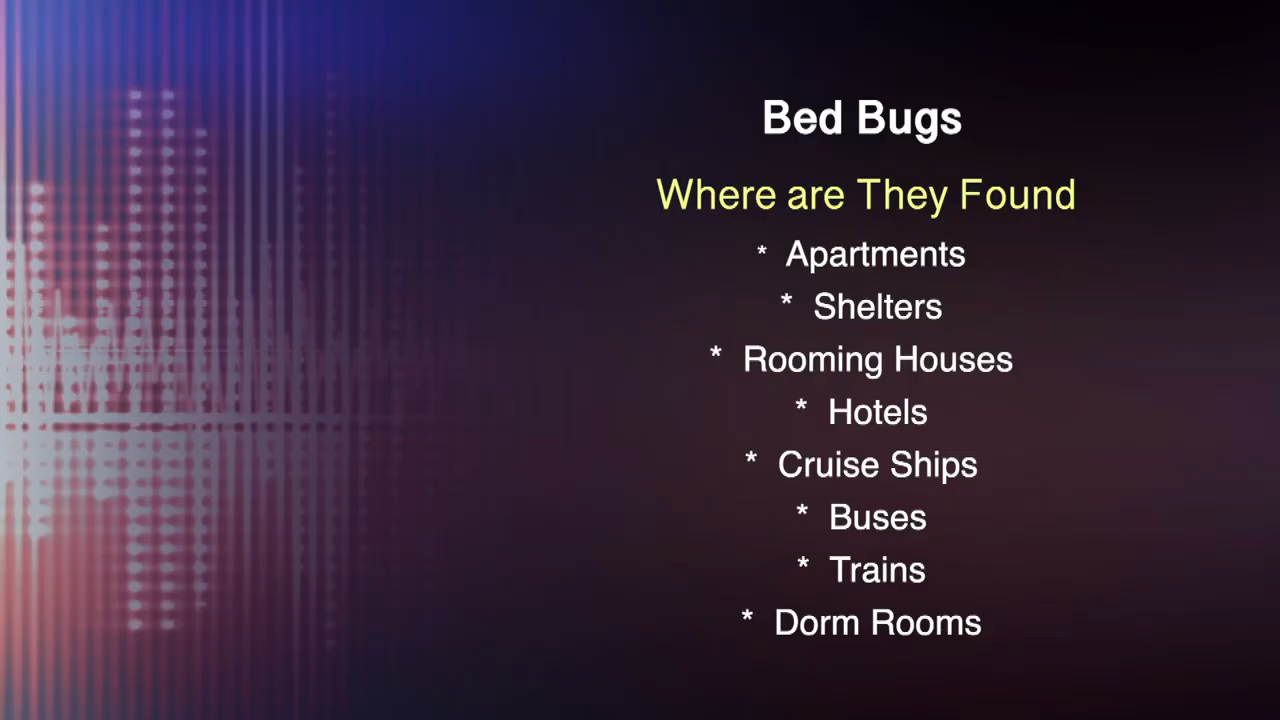 Bed Bugs
Where are They Found
* Apartments
* Shelters
* Rooming Houses
* Hotels
* Cruise Ships
* Buses
* Trains
* Dorm Rooms